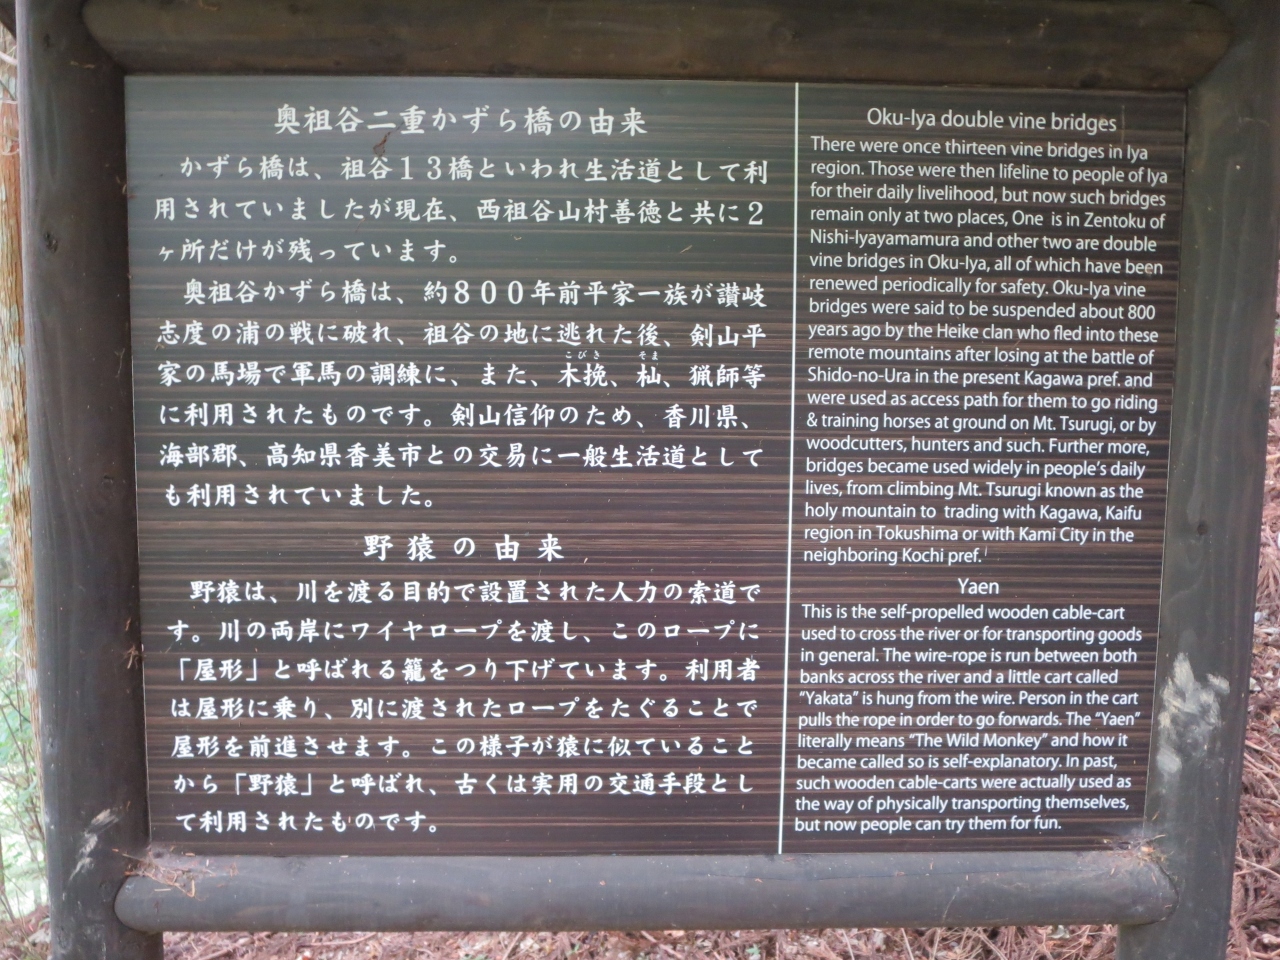 奥祖谷二重かずら橋の由来
かずら橋は、祖谷１３橋といわれ生活道として利
用されていましたが現在、西祖谷山村善徳と共に２
ヶ所だけが残っています。
奥祖谷かずら橋は、約８００年前平家一族が讃岐
志度の浦の戦に破れ、祖谷の地に逃れた後、剣山平
こびき そま
家の馬場で軍馬の調練に、また、木挽、杣、猟師等
に利用されたものです。剣山信仰のため、香川県、
海部郡、高知県香美市との交易に一般生活道として
も利用されていました。
野猿の由来
野猿は、川を渡る目的で設置された人力の索道で
す。川の両岸にワイヤロープを渡し、このロープに
「屋形」と呼ばれる籠をつり下げています。利用者
は屋形に乗り、別に渡されたロープをたぐることで
屋形を前進させます。この様子が猿に似ていること
から「野猿」と呼ばれ、古くは実用の交通手段とし
て利用されたものです。
Oku-Iya double vine bridges
There were once thirteen vine bridges in Iya
region. Those were then lifeline to people of Iya
for their daily livelihood, but now such bridges
remain only at two places, One is in Zentoku of
Nishi-Iyayamamura and other two are double
vine bridges in Oku-Iya, all of which have been
renewed periodically for safety. Oku-Iya vine
bridges were said to be suspended about 800
years ago by the Heike clan who fled into these
remote mountains after losing at the battle of
Shido-no-Ura in the present Kagawa pref. and
were used as access path for them to go riding
& training horses at ground on Mt. Tsurugi, or by
woodcutters, hunters and such. Further more,
bridges became used widely in people's daily
lives, from climbing Mt. Tsurugi known as the
holy mountain to trading with Kagawa, Kaifu
region in Tokushima or with Kami City in the
neighboring Kochi pref.
Yaen
This is the self-propelled wooden cable-cart
used to cross the river or for transporting goods
in general. The wire-rope is run between both
banks across the river and a little cart called
"Yakata" is hung from the wire. Person in the cart
pulls the rope in order to go forwards. The "Yaen"
literally means "The Wild Monkey" and how it
became called so is self-explanatory. In past,
such wooden cable-carts were actually used as
the way of physically transporting themselves,
but now people can try them for fun.